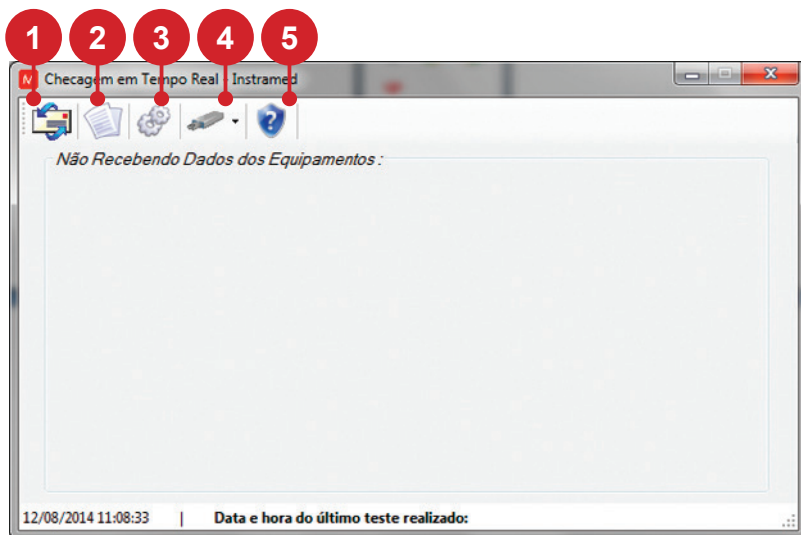 1 2 3 4 5
Checagem em Tempo Real - Instramed
Não Recebendo Dados dos Equipamentos :
12/08/2014 11:08:33 | Data e hora do último teste realizado: